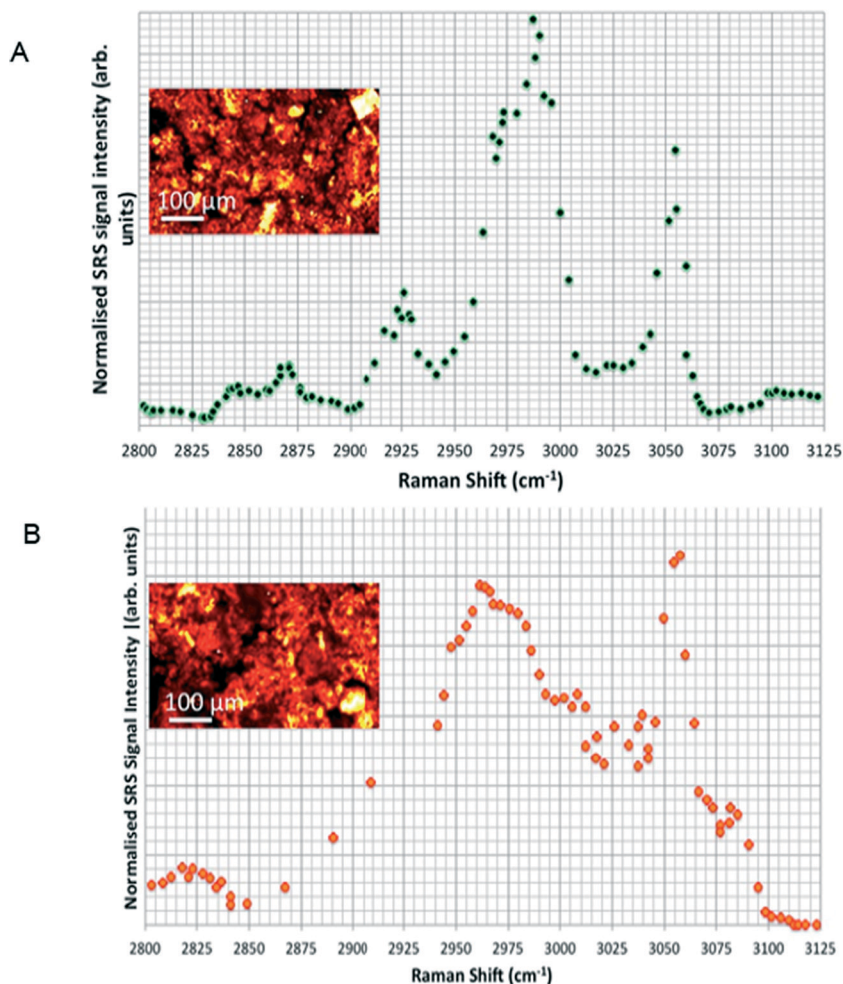 A
Normalised SRS signal intensity (arb.
units)
100 µm
2800 2825 2850 2875 2900 2925 2950 2975 3000 3025 3050 3075 3100 3125
Raman Shift (cm-1)
B
Normalised SRS Signal Intensity |(arb. units)
100 µm
2800 2825 2850 2875 2900 2925 2950 2975 3000 3025 3050 3075 3100 3125
Raman Shift (cm-1)